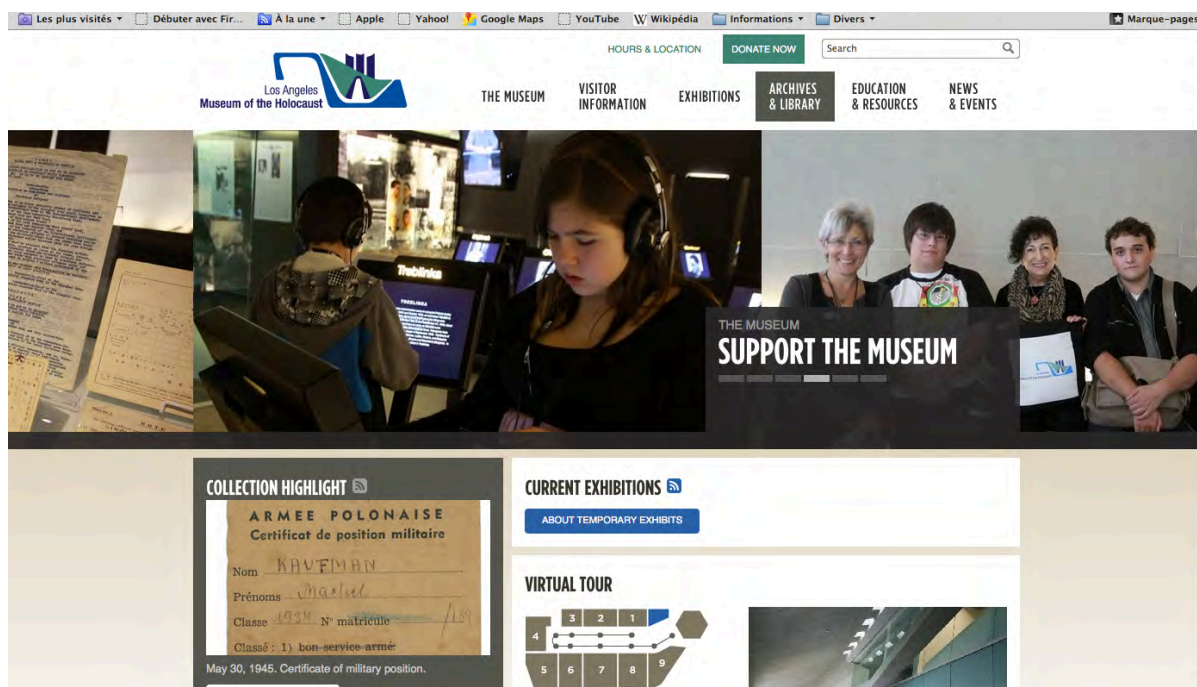 Les plus visités
Débuter avec Fir...
À la une
Apple
Yahoo!
Google Maps
YouTube
W Wikipédia
Informations
Divers
Marque-pages
HOURS & LOCATION
DONATE NOW
Search
Los Angeles
Museum of the Holocaust
THE MUSEUM
VISITOR
INFORMATION
EXHIBITIONS
ARCHIVES
& LIBRARY
EDUCATION
& RESOURCES
NEWS
& EVENTS
Treblinka
TREBLINKA
THE MUSEUM
SUPPORT THE MUSEUM
COLLECTION HIGHLIGHT
ARMEE POLONAISE
Certificat de position militaire
Nom KAUFMAN
Prénoms
Classe 1934 N° matricule
Classé : 1) bon service armé:
May 30, 1945. Certificate of military position.
CURRENT EXHIBITIONS
ABOUT TEMPORARY EXHIBITS
VIRTUAL TOUR
3 2 1
4
5 6 7 8 9